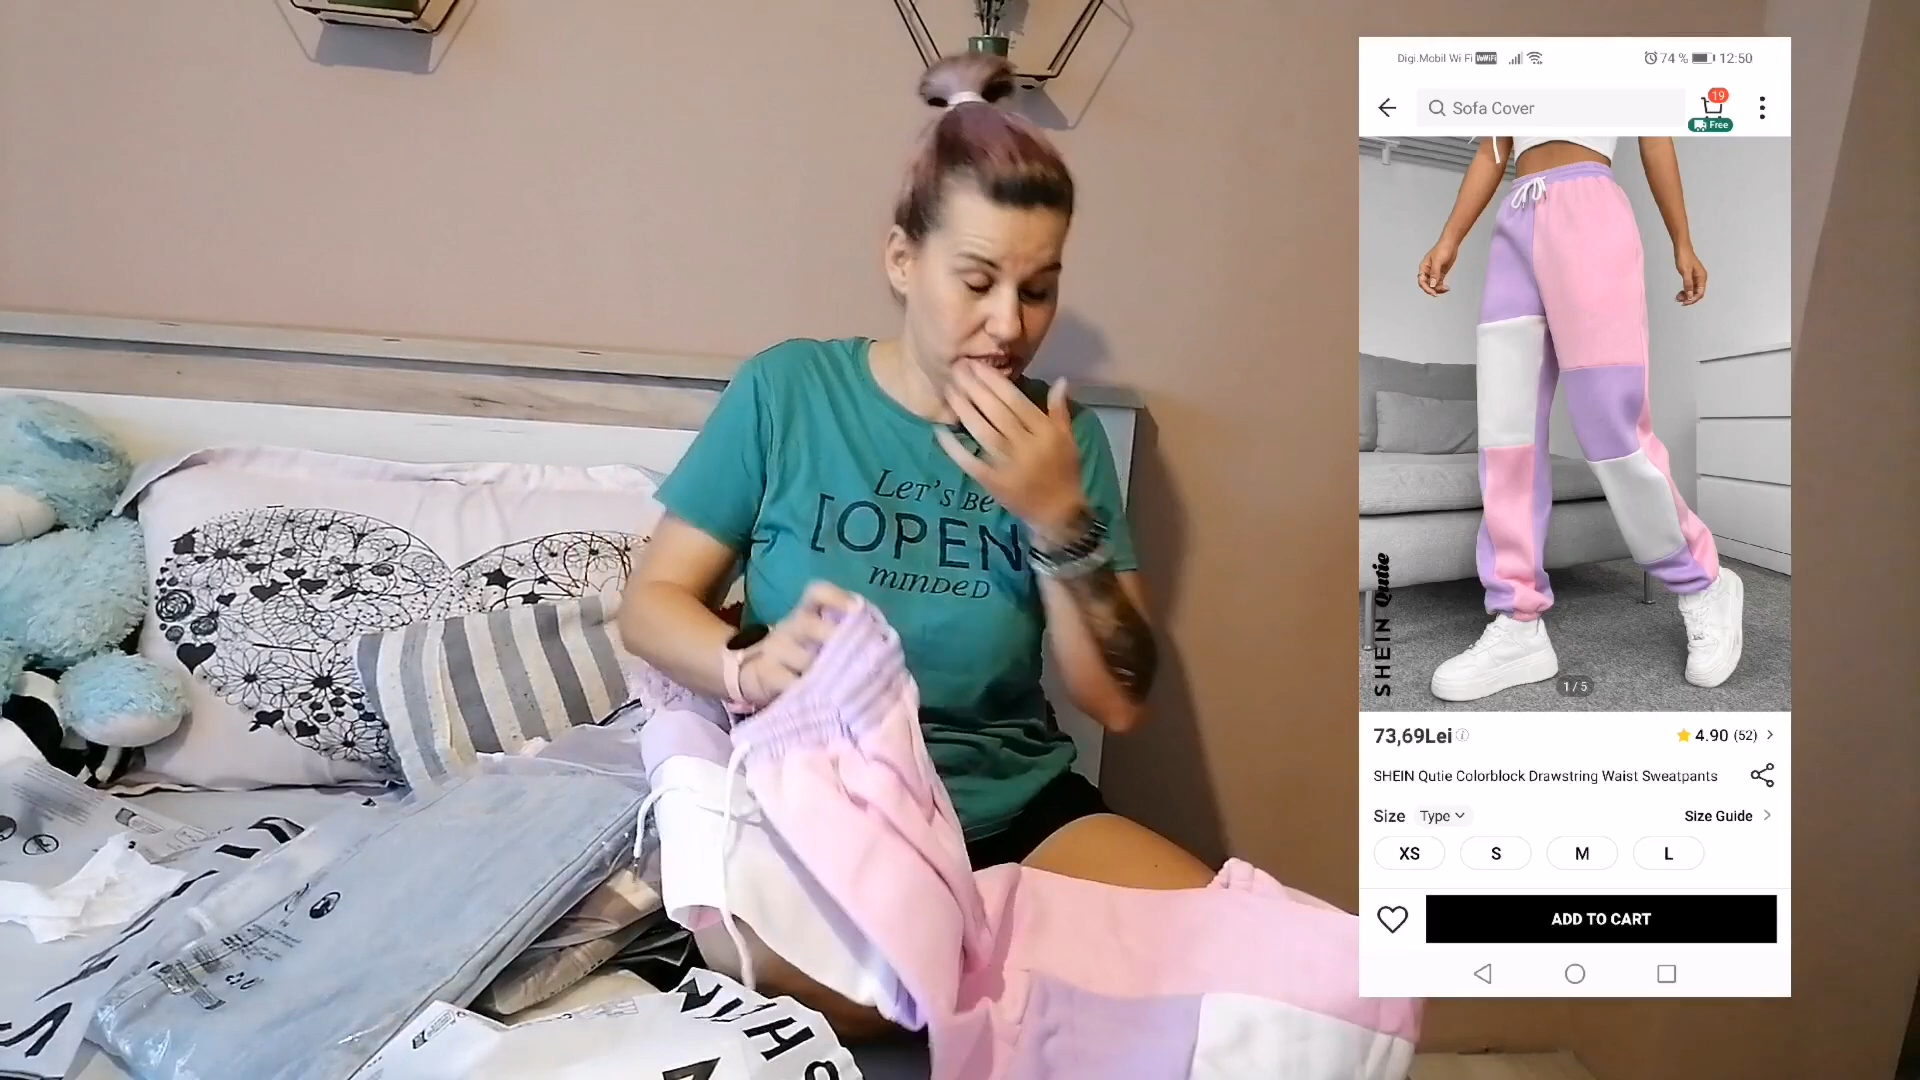 LET'S BE
[OPEN
MINDED
Digi.Mobil Wi Fi VoWiFi 74 % 12:50
Sofa Cover
19
Free
SHEIN Qutie
1/5
73,69Lei
4.90 (52)
SHEIN Qutie Colorblock Drawstring Waist Sweatpants
Size Type Size Guide
XS S M L
ADD TO CART